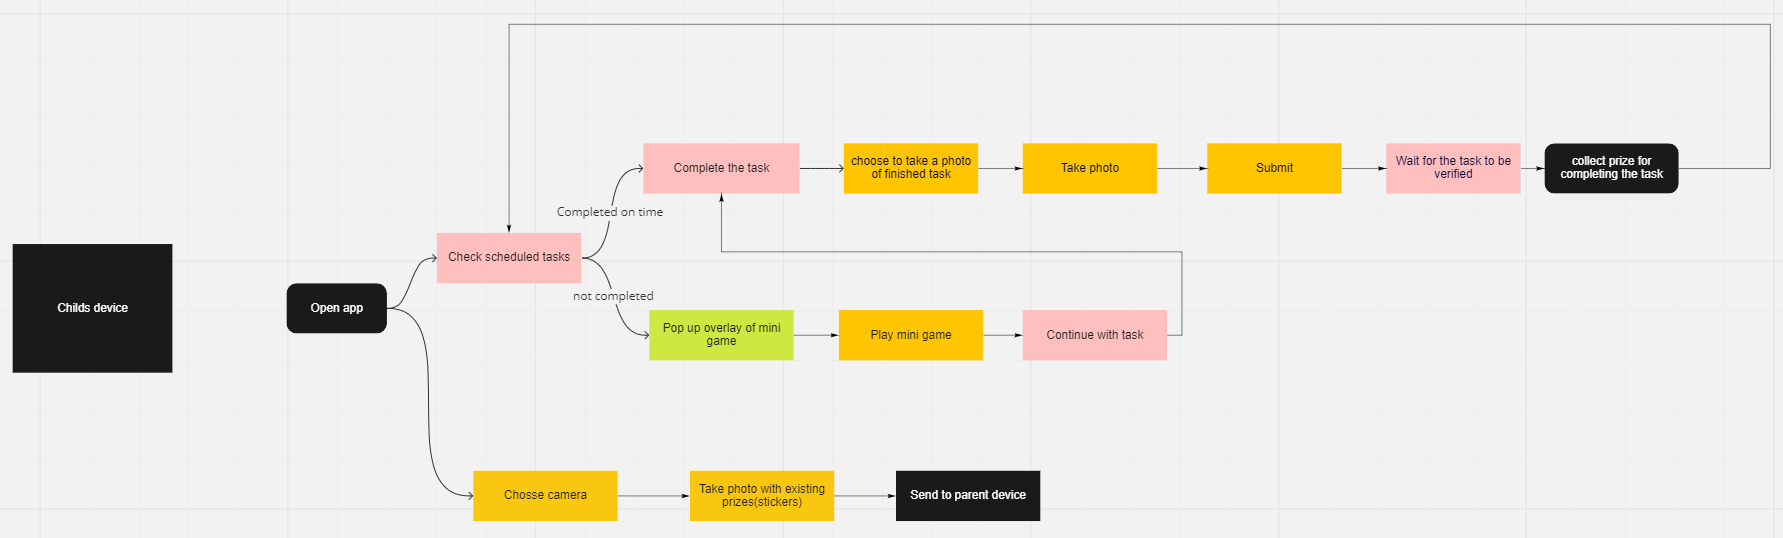 Childs device
Open app
Check scheduled tasks
Completed on time
not completed
Complete the task
choose to take a photo
of finished task
Take photo
Submit
Wait for the task to be
verified
collect prize for
completing the task
Pop up overlay of mini
game
Play mini game
Continue with task
Chosse camera
Take photo with existing
prizes(stickers)
Send to parent device